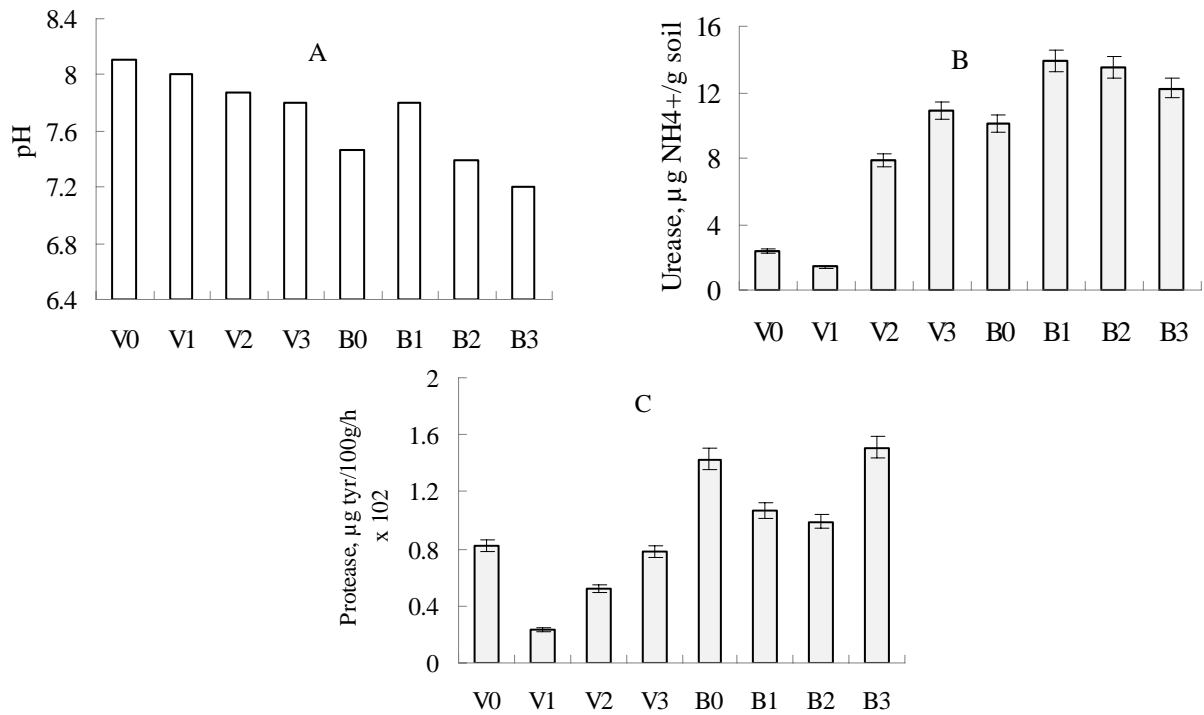 A
pH
8.4
8
7.6
7.2
6.8
6.4
V0 V1 V2 V3 B0 B1 B2 B3
B
Urease, µg NH4+/g soil
16
12
8
4
0
V0 V1 V2 V3 B0 B1 B2 B3
C
Protease, µg tyr/100g/h
x 102
2
1.6
1.2
0.8
0.4
0
V0 V1 V2 V3 B0 B1 B2 B3